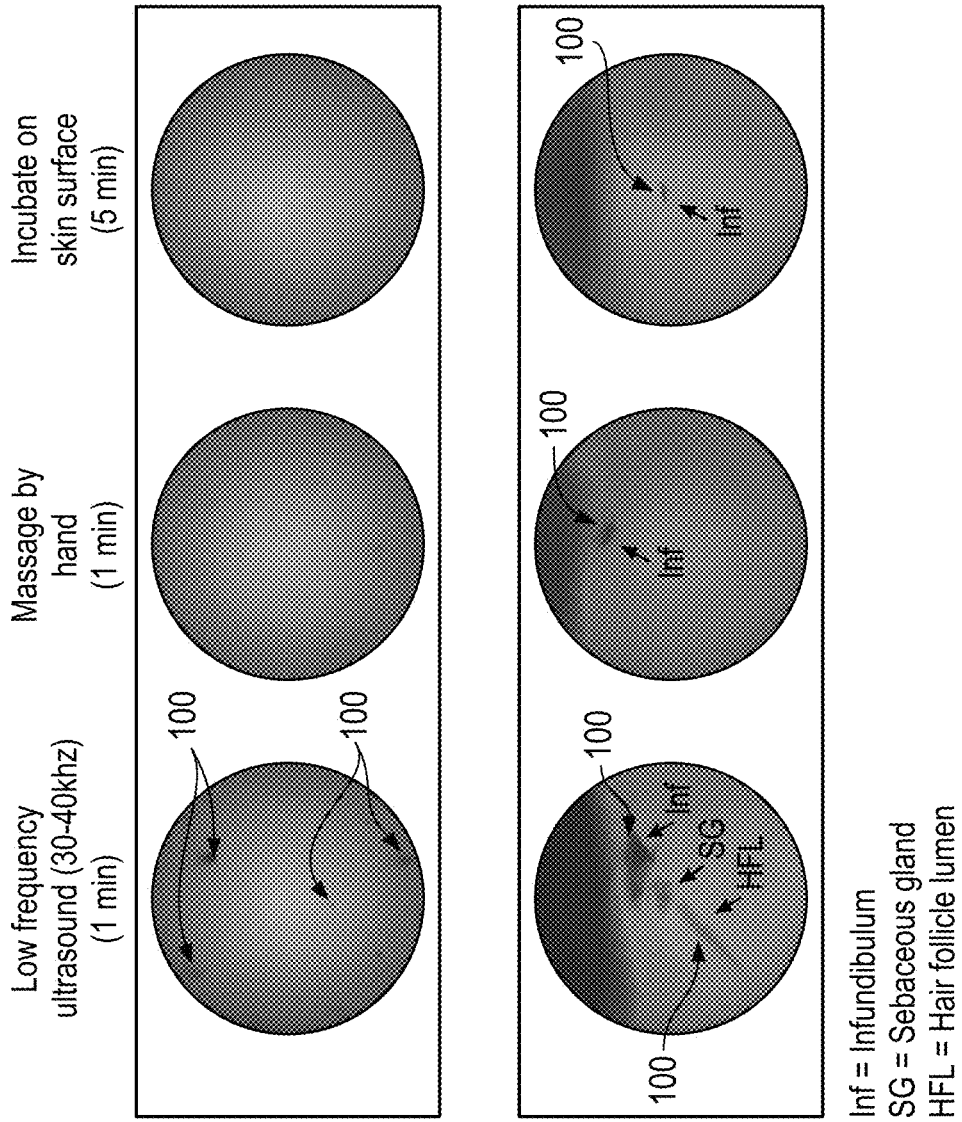 Low frequency
ultrasound (30-40khz)
(1 min)
Massage by
hand
(1 min)
Incubate on
skin surface
(5 min)
100
100
100
Inf
SG
HFL
100
100
Inf
100
Inf
Inf = Infundibulum
SG = Sebaceous gland
HFL = Hair follicle lumen